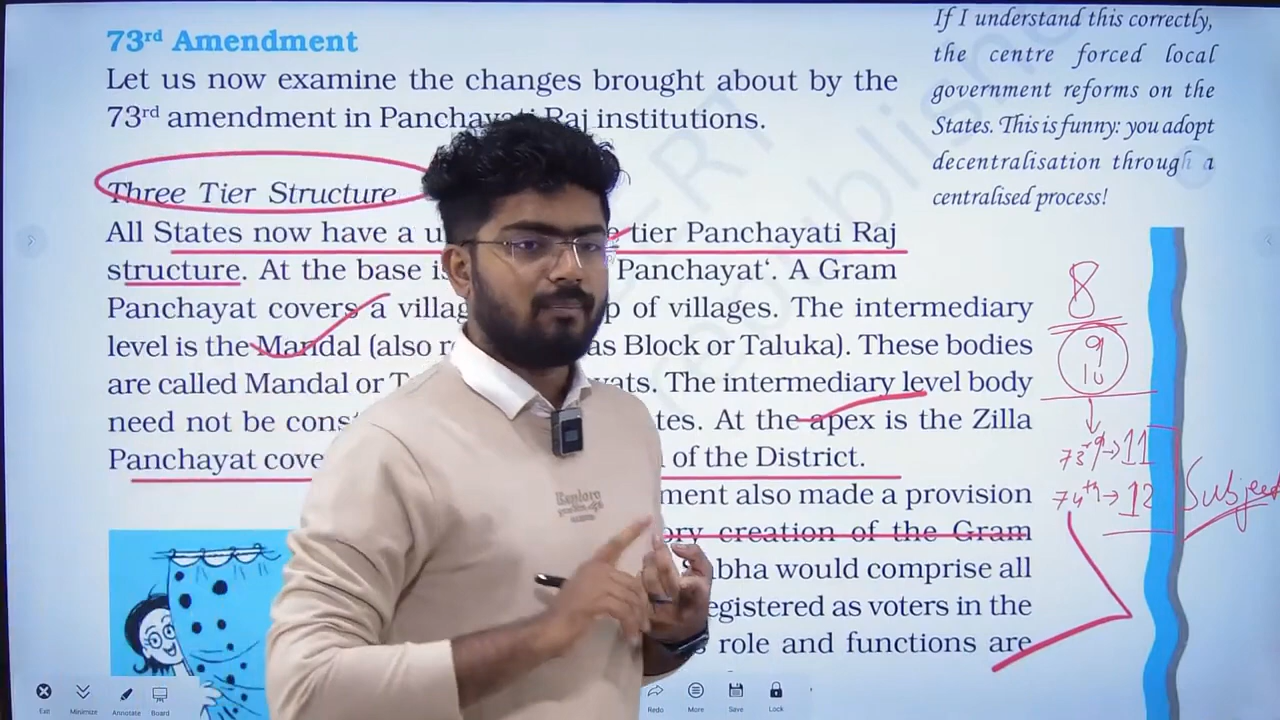 73rd Amendment
Let us now examine the changes brought about by the
73rd amendment in Panchayati Raj institutions.
Three Tier Structure
All States now have a u e tier Panchayati Raj
structure. At the base is Panchayat‘. A Gram
Panchayat covers a villag p of villages. The intermediary
level is the Mandal (also re as Block or Taluka). These bodies
are called Mandal or T vats. The intermediary level body
need not be cons tes. At the apex is the Zilla
Panchayat cove of the District.
ment also made a provision
ory creation of the Gram
abha would comprise all
egistered as voters in the
role and functions are
If I understand this correctly,
the centre forced local
government reforms on the
States. This is funny: you adopt
decentralisation through a
centralised process!
8
9
10
73rd→11
74th→12
Subject
Exit
Minimize
Annotate
Board
Redo
More
Save
Lock